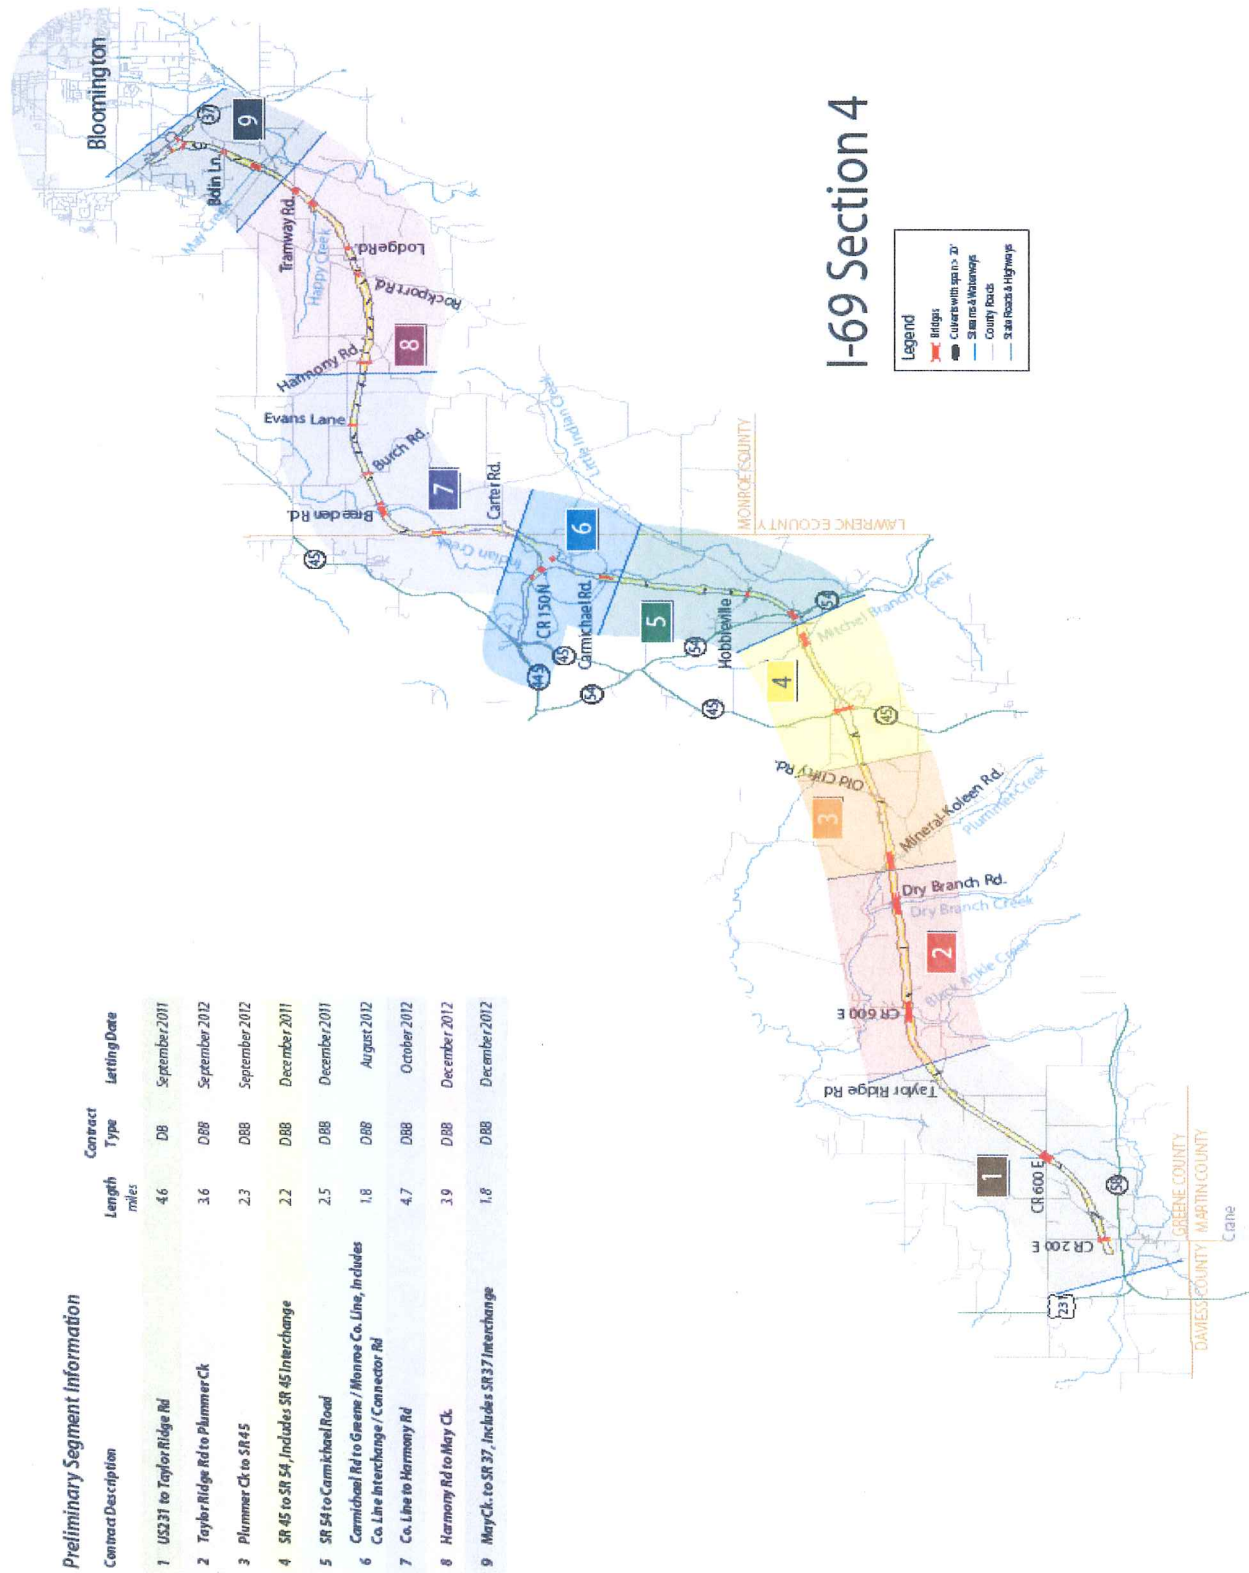 Preliminary Segment Information
Contract Description Length miles Contract Type Letting Date
1 US231 to Taylor Ridge Rd 4.6 DB September 2011
2 Taylor Ridge Rd to Plummer Ck 3.6 DBB September 2012
3 Plummer Ck to SR 45 2.3 DBB September 2012
4 SR 45 to SR 54, Includes SR 45 Interchange 2.2 DBB December 2011
5 SR 54 to Carmichael Road 2.5 DBB December 2011
6 Carmichael Rd to Greene / Monroe Co. Line, Includes
Co. Line Interchange / Connector Rd 1.8 DBB August 2012
7 Co. Line to Harmony Rd 4.7 DBB October 2012
8 Harmony Rd to May Ck. 3.9 DBB December 2012
9 May Ck. to SR 37, Includes SR 37 Interchange 1.8 DBB December 2012
I-69 Section 4
Legend
Bridges
Culverts with span > 20'
Streams & Waterways
County Roads
State Roads & Highways
Bloomington
37
9
Bolin Ln.
May Creek
Tramway Rd.
Happy Creek
Lodge Rd.
Rockport Rd.
8
Harmony Rd.
Evans Lane
Burch Rd.
Breeden Rd.
7
Carter Rd.
Little Indian Creek
Indian Creek
45
6
CR 150 N
Carmichael Rd.
445
45
54
MONROE COUNTY
LAWRENCE COUNTY
5
Hobbieville
54
54
Mitchel Branch Creek
4
45
45
Old Clifty Rd.
3
Mineral-Koleen Rd.
Plummer Creek
Dry Branch Rd.
Dry Branch Creek
2
Black Ankle Creek
CR 600 E
Taylor Ridge Rd
1
CR 600 E
58
CR 200 E
231
GREENE COUNTY
MARTIN COUNTY
DAVIESS COUNTY
Crane